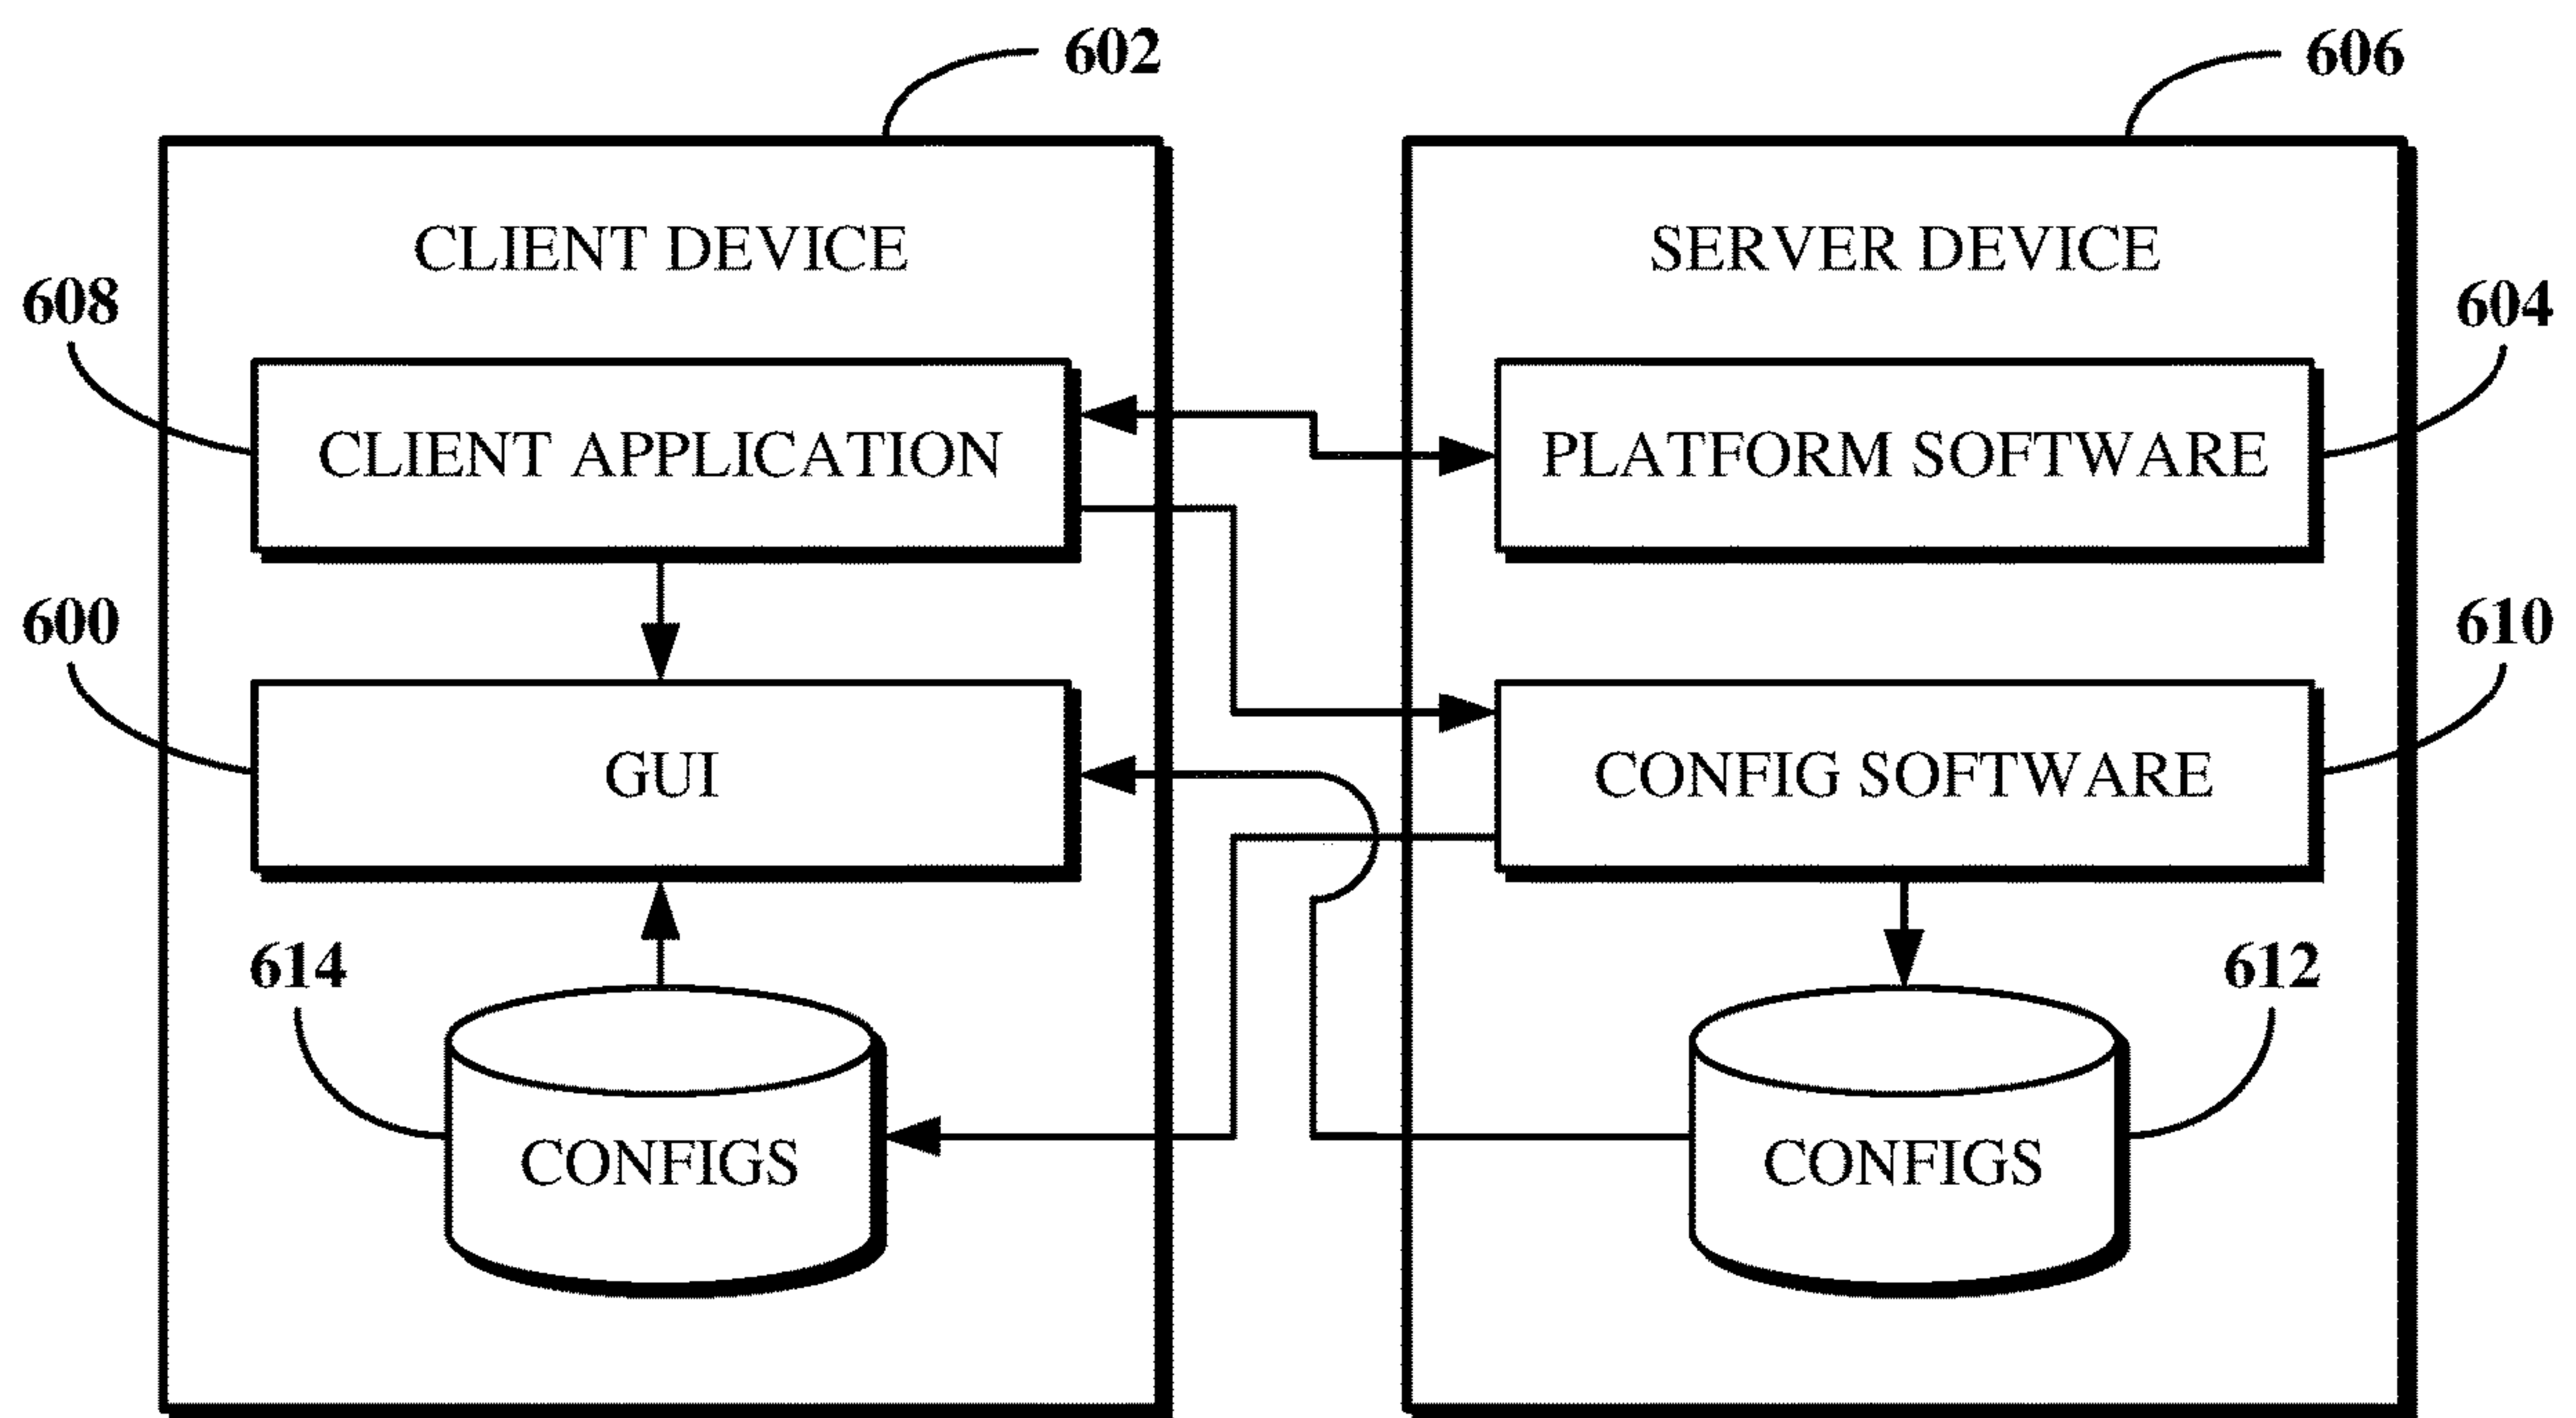 602
606
CLIENT DEVICE
SERVER DEVICE
608
604
CLIENT APPLICATION
PLATFORM SOFTWARE
600
610
GUI
CONFIG SOFTWARE
614
612
CONFIGS
CONFIGS